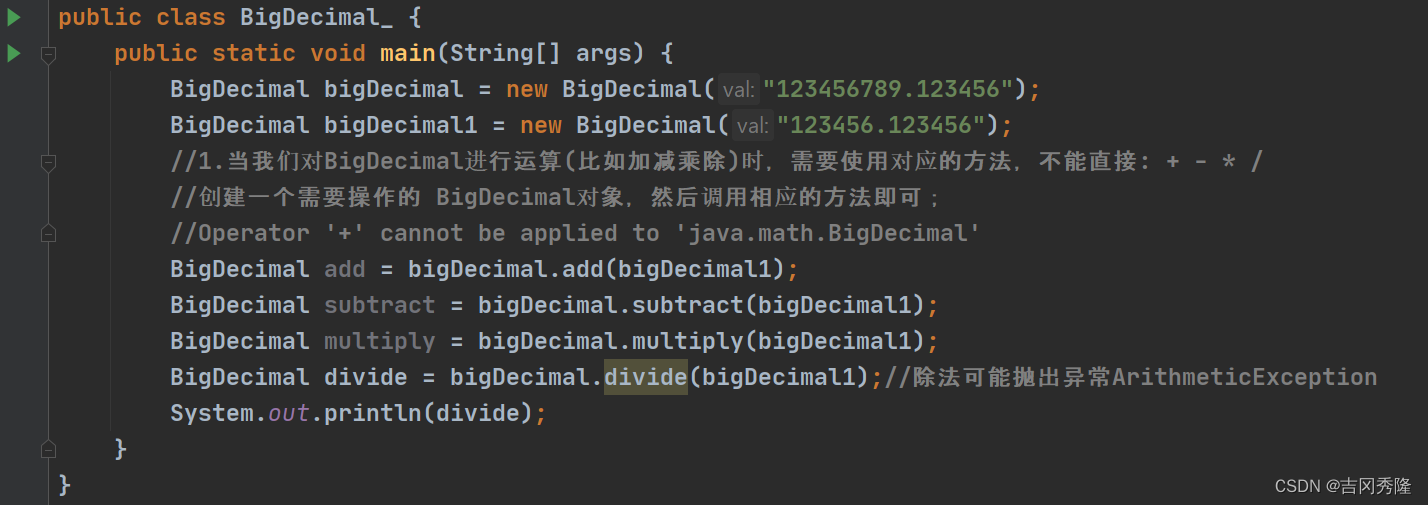 public class BigDecimal_ {
    public static void main(String[] args) {
        BigDecimal bigDecimal = new BigDecimal( val: "123456789.123456");
        BigDecimal bigDecimal1 = new BigDecimal( val: "123456.123456");
        //1.当我们对BigDecimal进行运算(比如加减乘除)时，需要使用对应的方法，不能直接：+ - * /
        //创建一个需要操作的 BigDecimal对象，然后调用相应的方法即可；
        //Operator '+' cannot be applied to 'java.math.BigDecimal'
        BigDecimal add = bigDecimal.add(bigDecimal1);
        BigDecimal subtract = bigDecimal.subtract(bigDecimal1);
        BigDecimal multiply = bigDecimal.multiply(bigDecimal1);
        BigDecimal divide = bigDecimal.divide(bigDecimal1);//除法可能抛出异常ArithmeticException
        System.out.println(divide);
    }
}
CSDN @吉冈秀隆